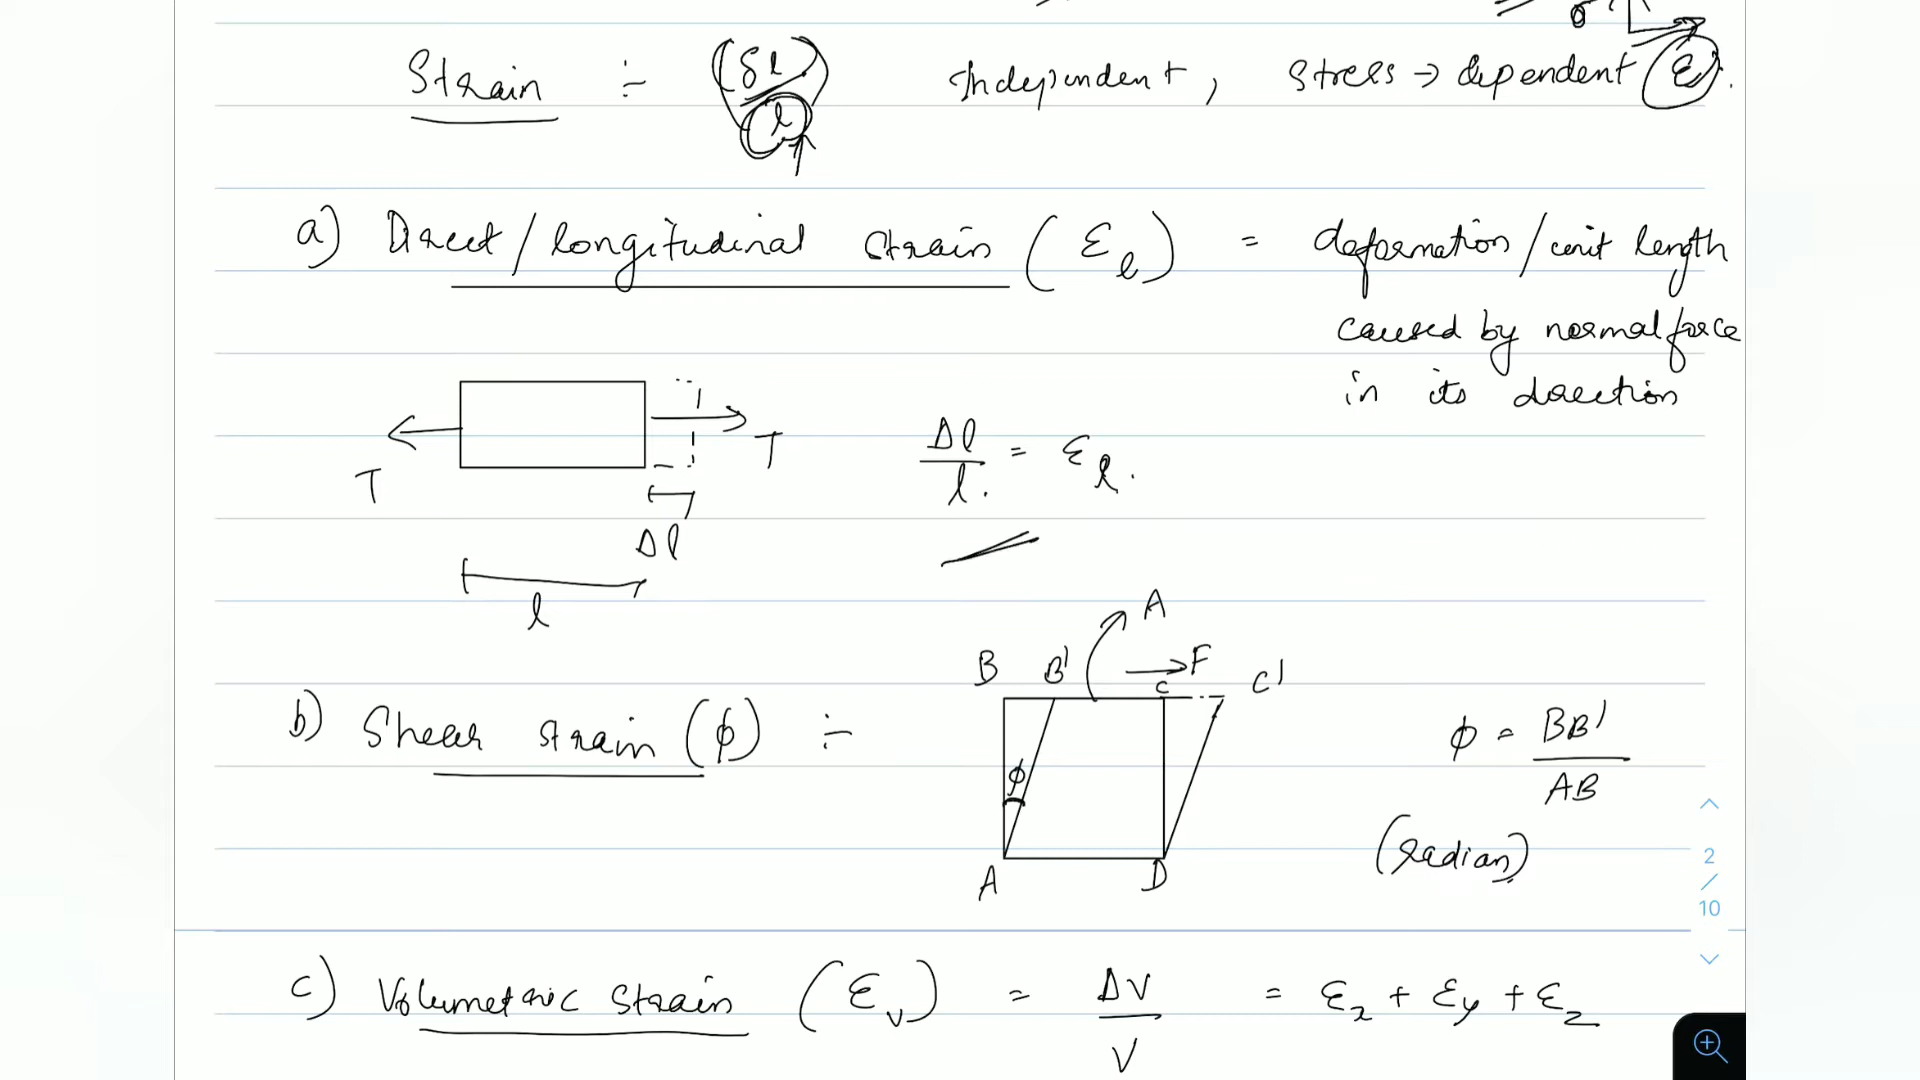 σ
Strain :- (δl/l) Independent, Stress → dependent (ε).
a) Direct/longitudinal strain (εl) = deformation/unit length
caused by normal force
in its direction
T T
Δl/l. = εl.
Δl
l
A
B B' F C C'
b) Shear strain (ϕ) :- ϕ = BB'/AB
ϕ
(radian)
A D
2
/
10
c) Volumetric strain (εv) = ΔV/V = εx + εy + εz